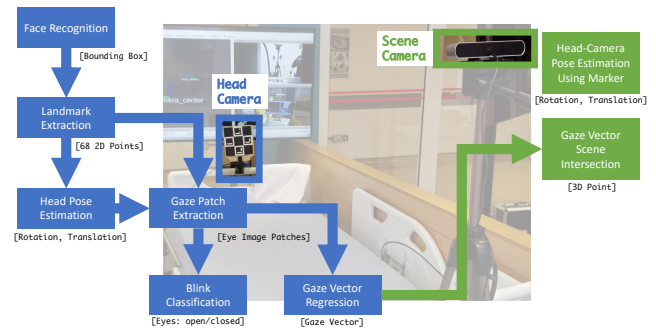 Face Recognition
[Bounding Box]
Landmark
Extraction
[68 2D Points]
Head Pose
Estimation
[Rotation, Translation]
Gaze Patch
Extraction
[Eye Image Patches]
Blink
Classification
[Eyes: open/closed]
Gaze Vector
Regression
[Gaze Vector]
Head
Camera
mera_center
Scene
Camera
Head-Camera
Pose Estimation
Using Marker
[Rotation, Translation]
Gaze Vector
Scene
Intersection
[3D Point]